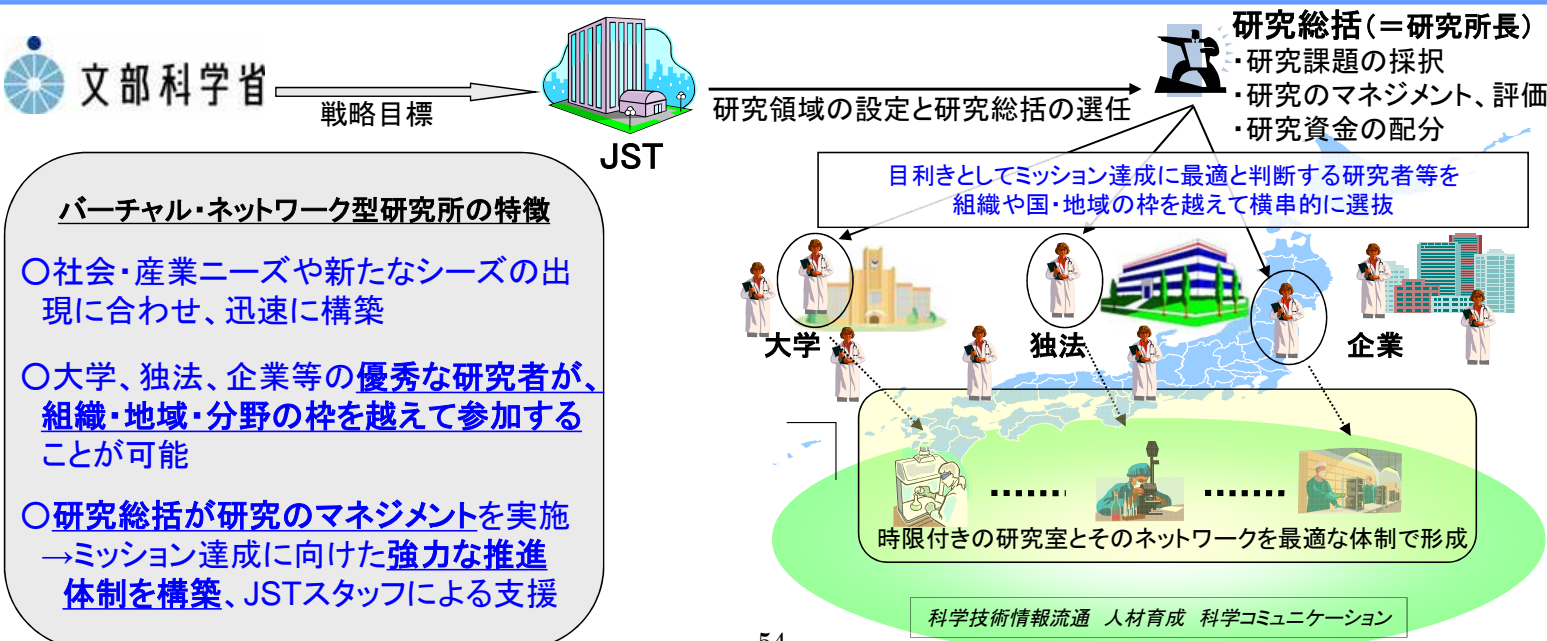 文部科学省
戦略目標
JST
研究領域の設定と研究総括の選任
研究総括(=研究所長)
・研究課題の採択
・研究のマネジメント、評価
・研究資金の配分
バーチャル・ネットワーク型研究所の特徴
○社会・産業ニーズや新たなシーズの出
現に合わせ、迅速に構築
○大学、独法、企業等の優秀な研究者が、
組織・地域・分野の枠を越えて参加する
ことが可能
○研究総括が研究のマネジメントを実施
→ミッション達成に向けた強力な推進
体制を構築、JSTスタッフによる支援
目利きとしてミッション達成に最適と判断する研究者等を
組織や国・地域の枠を越えて横串的に選抜
大学
独法
企業
時限付きの研究室とそのネットワークを最適な体制で形成
科学技術情報流通 人材育成 科学コミュニケーション
54